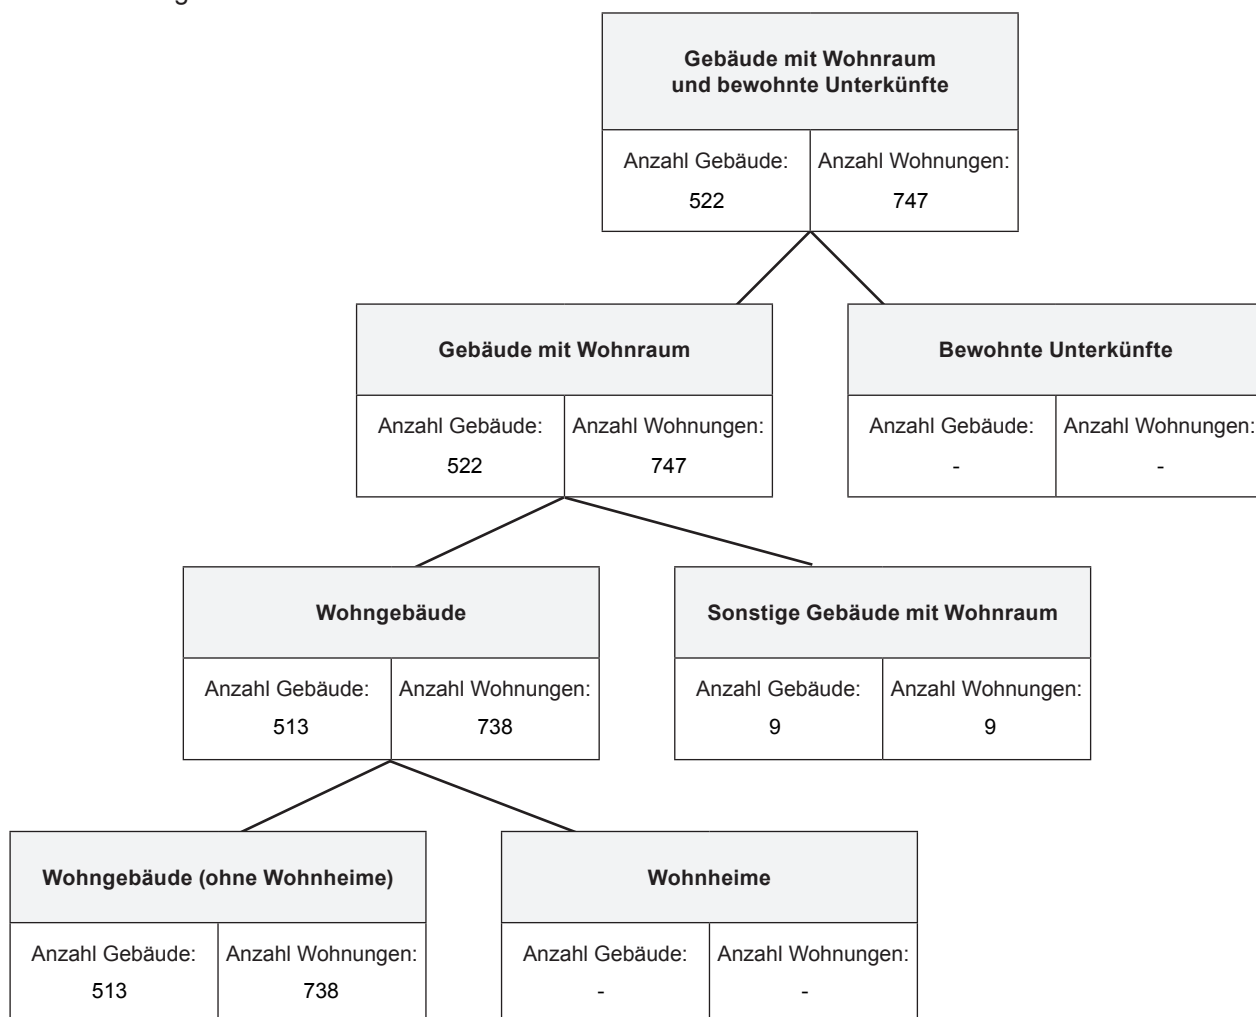 Gebäude mit Wohnraum
und bewohnte Unterkünfte
Anzahl Gebäude: Anzahl Wohnungen:
522 747
Gebäude mit Wohnraum
Anzahl Gebäude: Anzahl Wohnungen:
522 747
Bewohnte Unterkünfte
Anzahl Gebäude: Anzahl Wohnungen:
- -
Wohngebäude
Anzahl Gebäude: Anzahl Wohnungen:
513 738
Sonstige Gebäude mit Wohnraum
Anzahl Gebäude: Anzahl Wohnungen:
9 9
Wohngebäude (ohne Wohnheime)
Anzahl Gebäude: Anzahl Wohnungen:
513 738
Wohnheime
Anzahl Gebäude: Anzahl Wohnungen:
- -